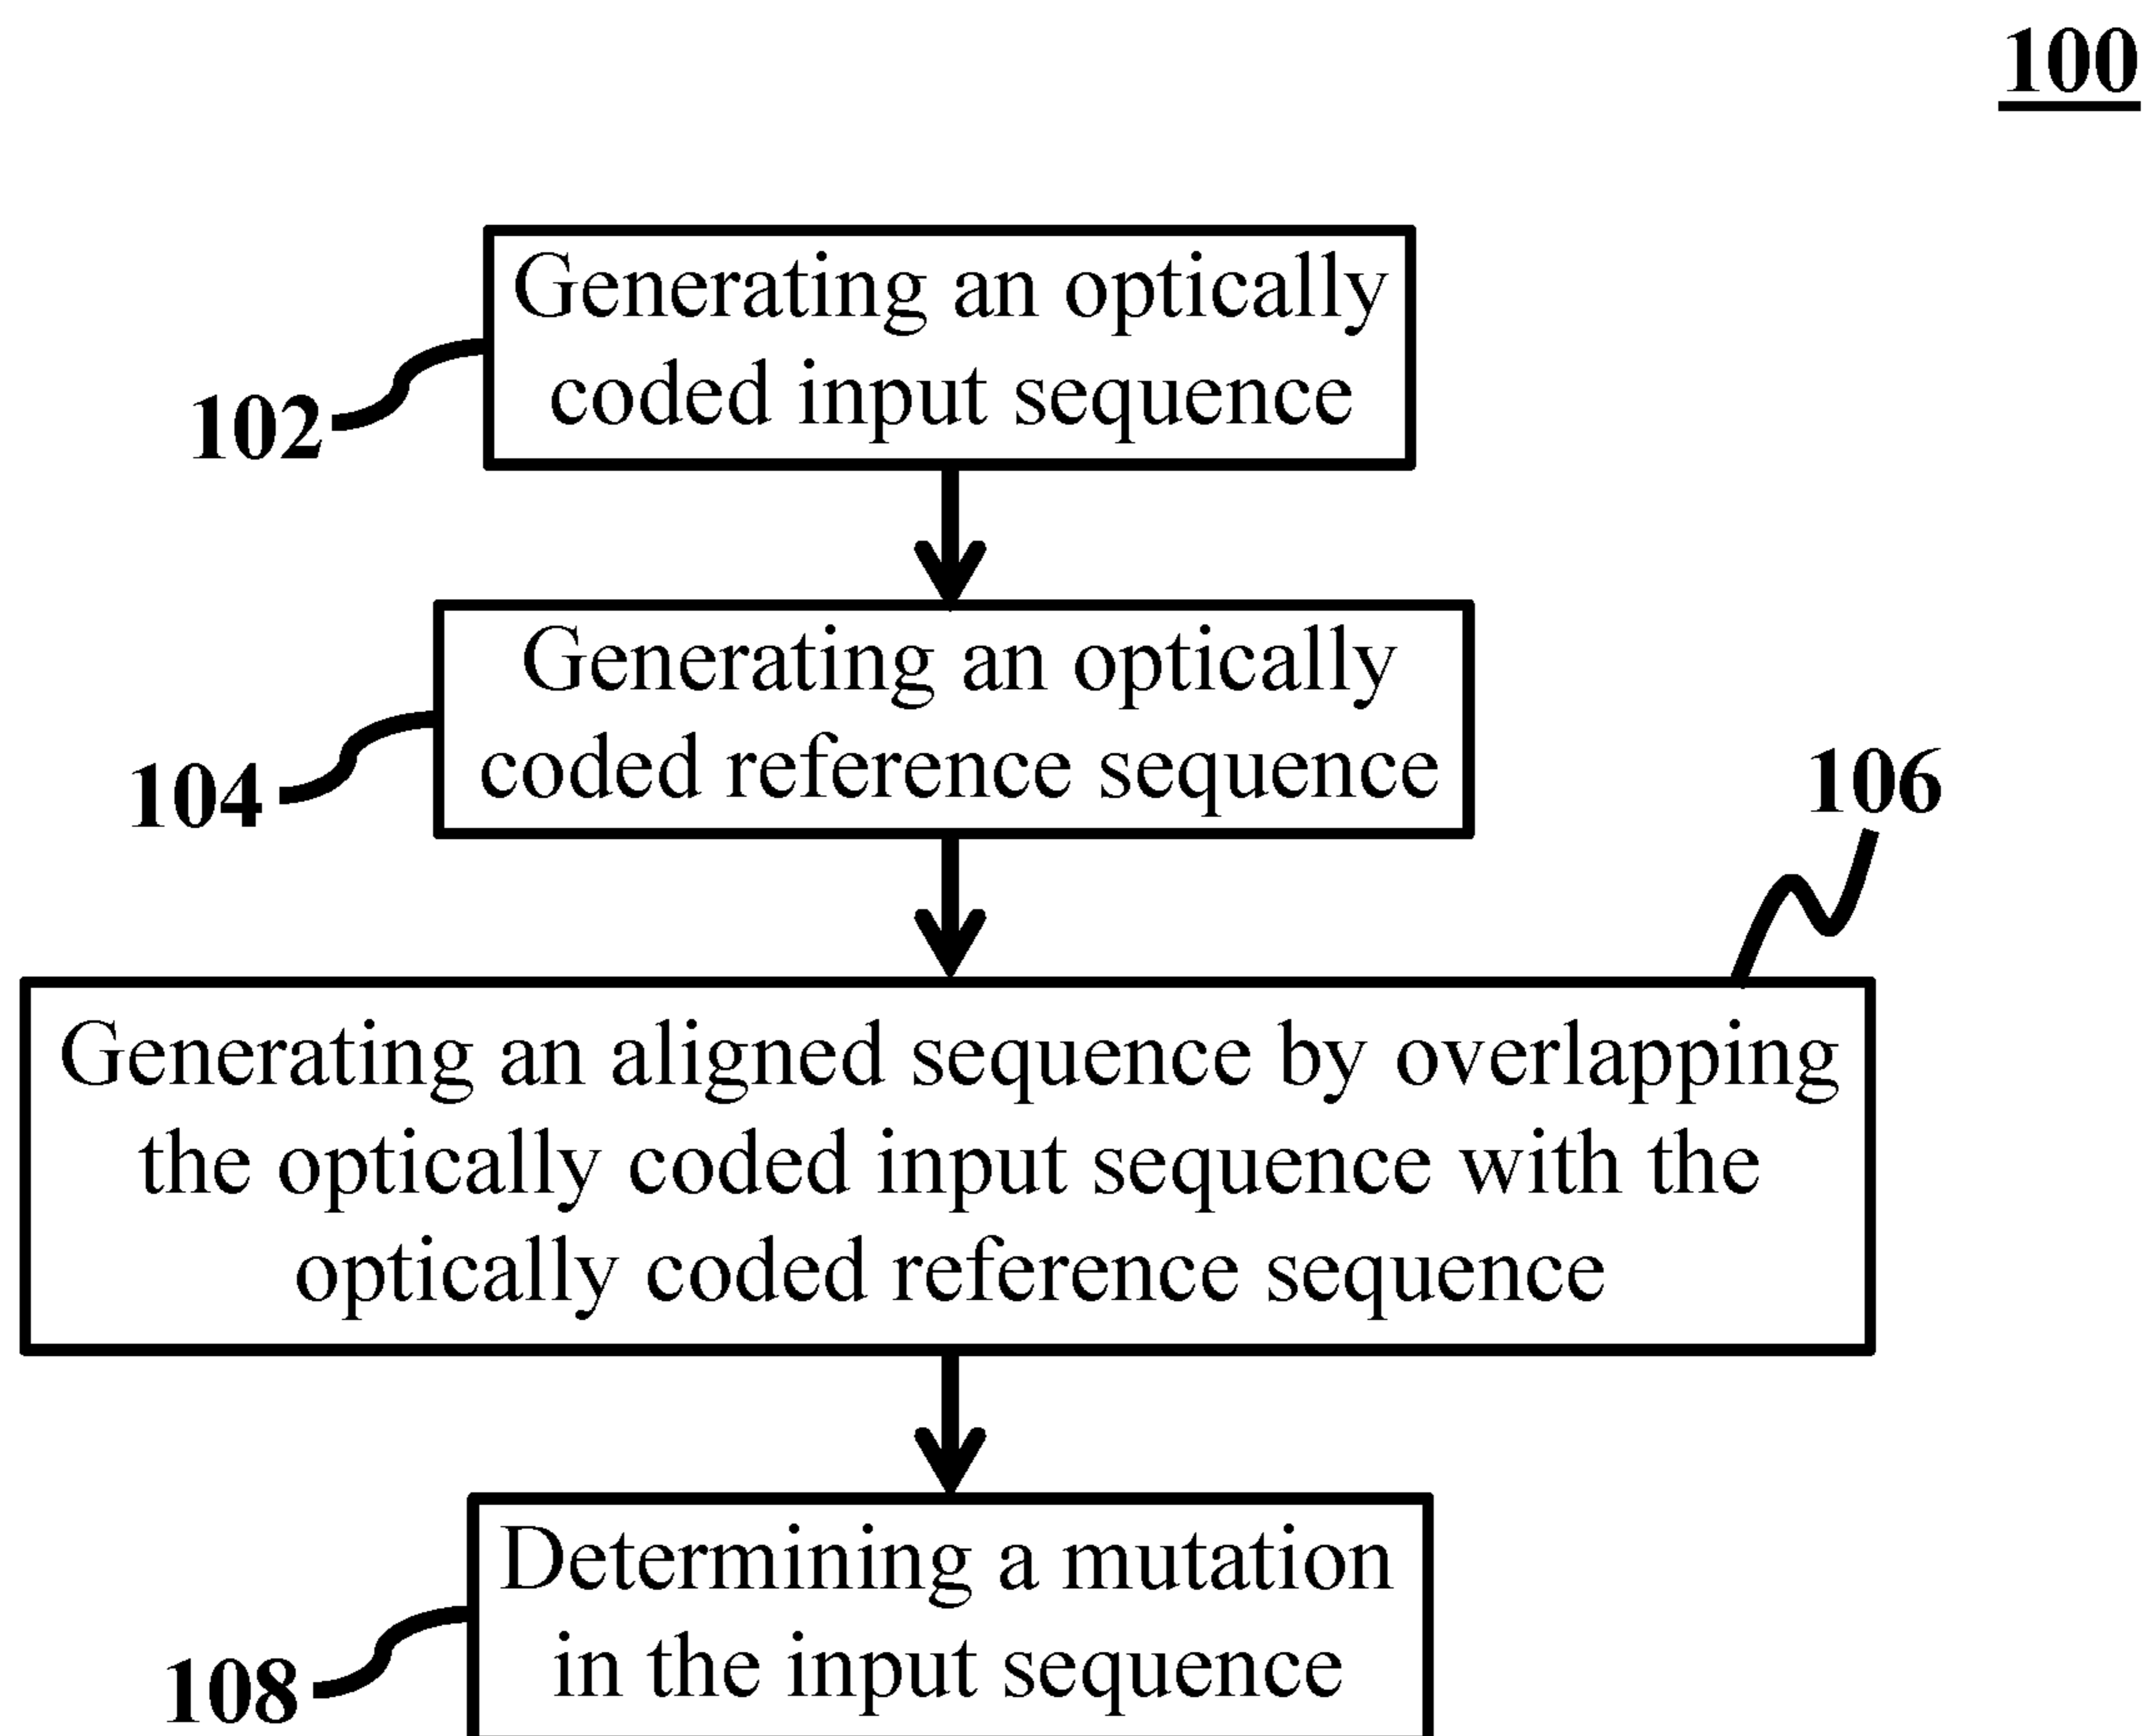 100
Generating an optically
coded input sequence
102
Generating an optically
coded reference sequence
104
106
Generating an aligned sequence by overlapping
the optically coded input sequence with the
optically coded reference sequence
Determining a mutation
in the input sequence
108